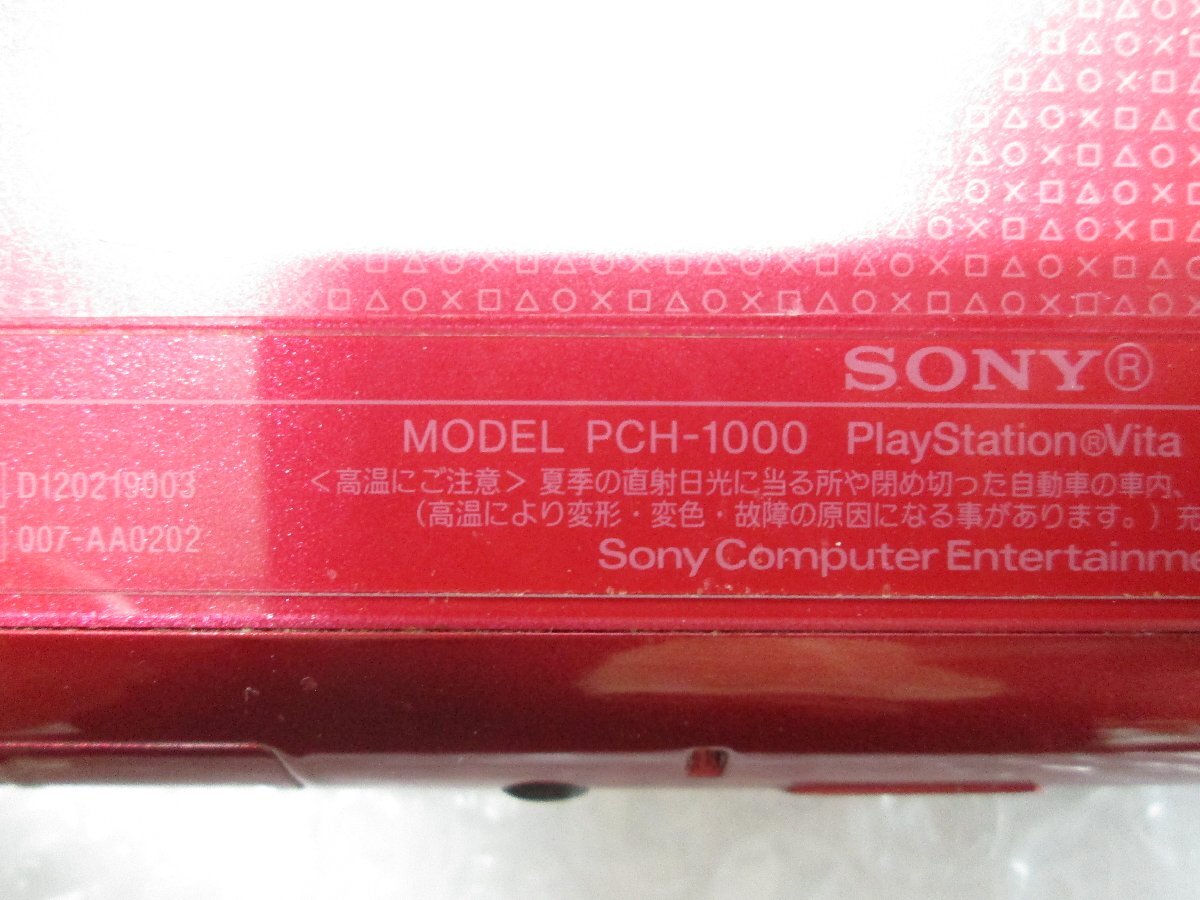 SONY®
MODEL PCH-1000 PlayStation®Vita
D120219003
<高温にご注意> 夏季の直射日光に当る所や閉め切った自動車の車内、
(高温により変形・変色・故障の原因になる事があります。)充
007-AA0202
Sony Computer